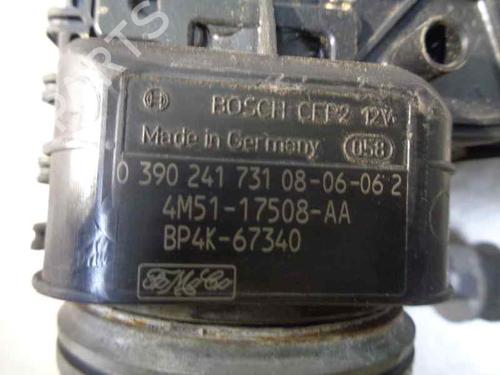 BOSCH CEP2 12V
Made in Germany 058
0 390 241 731 08-06-06 2
4M51-17508-AA
BP4K-67340
FoMoCo